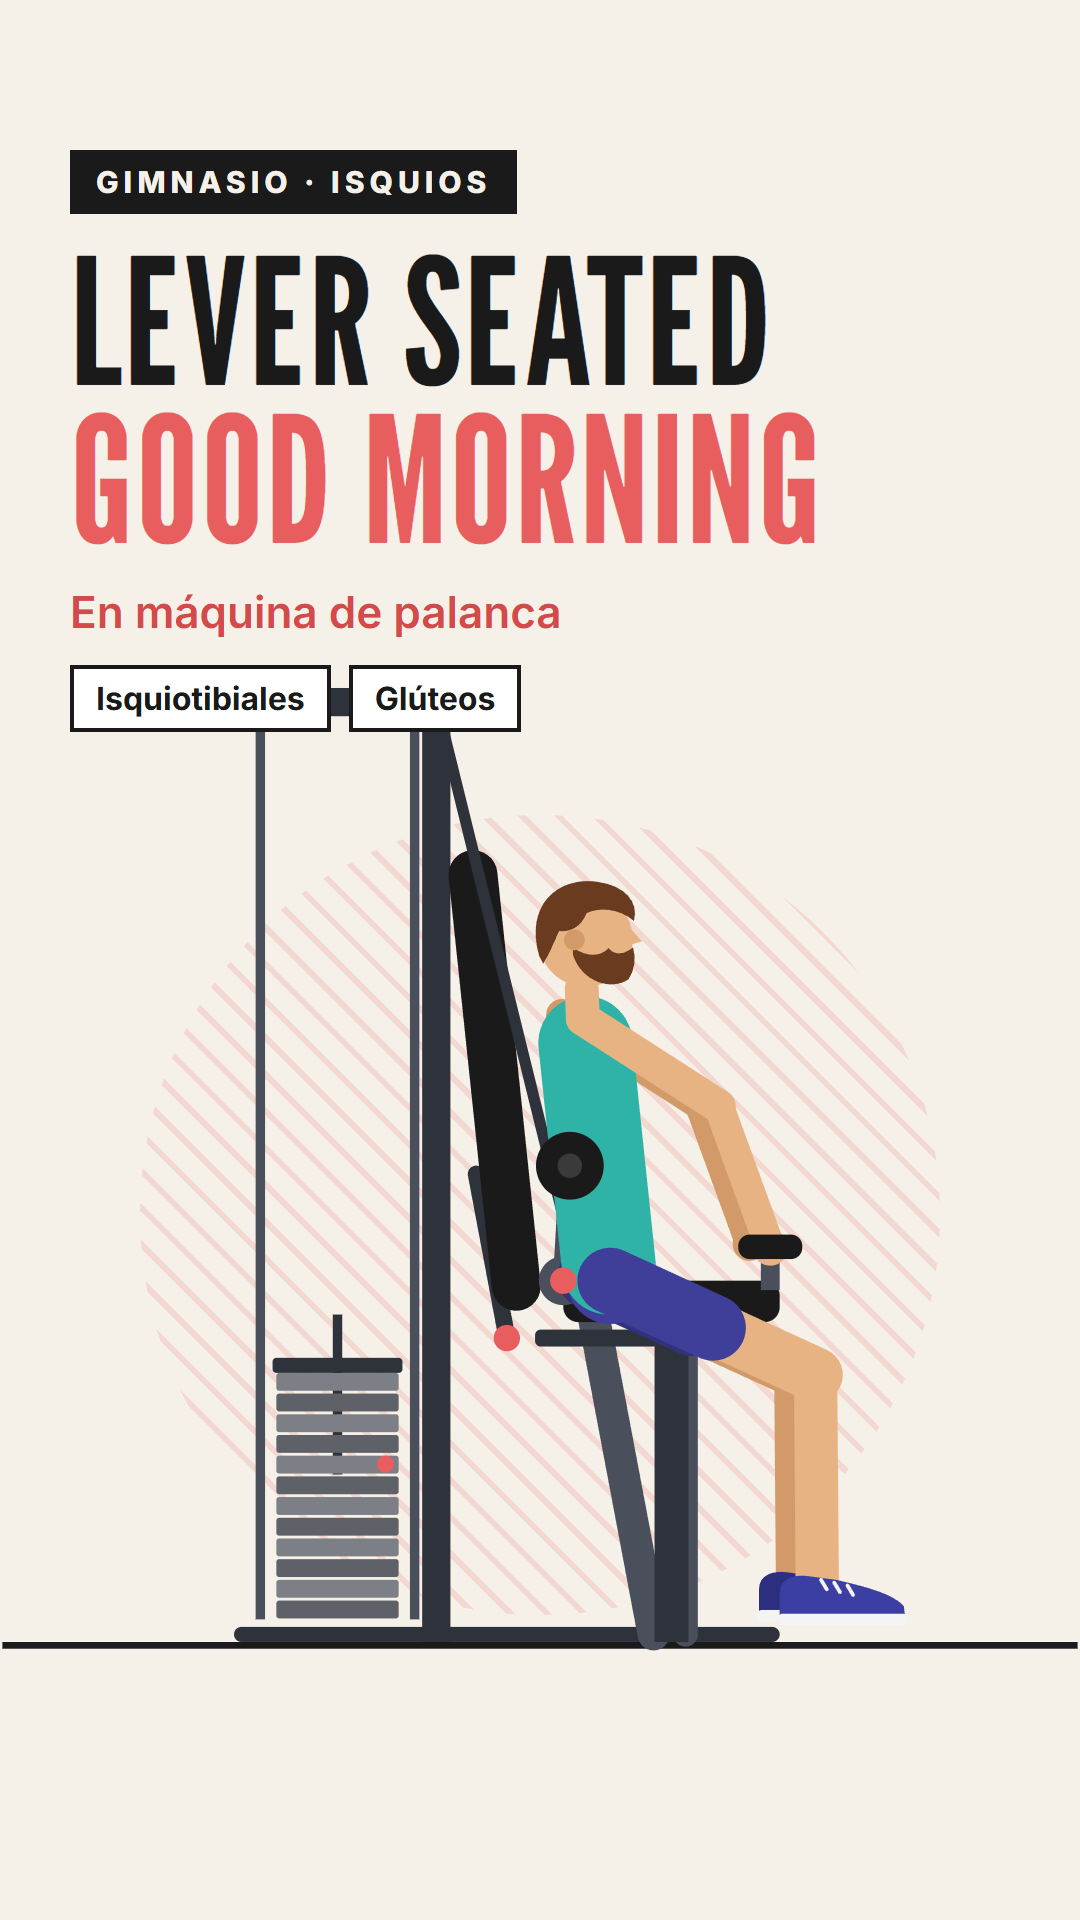 GIMNASIO · ISQUIOS
LEVER SEATED
GOOD MORNING
En máquina de palanca
Isquiotibiales Glúteos